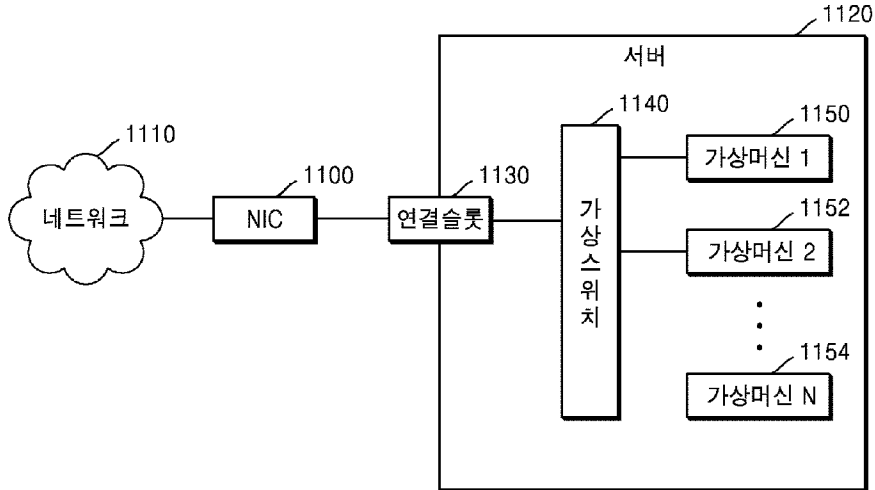 1120
서버
1140
1150
가상머신 1
1110
1100
1130
네트워크
NIC
연결슬롯
가상스위치
1152
가상머신 2
1154
가상머신 N